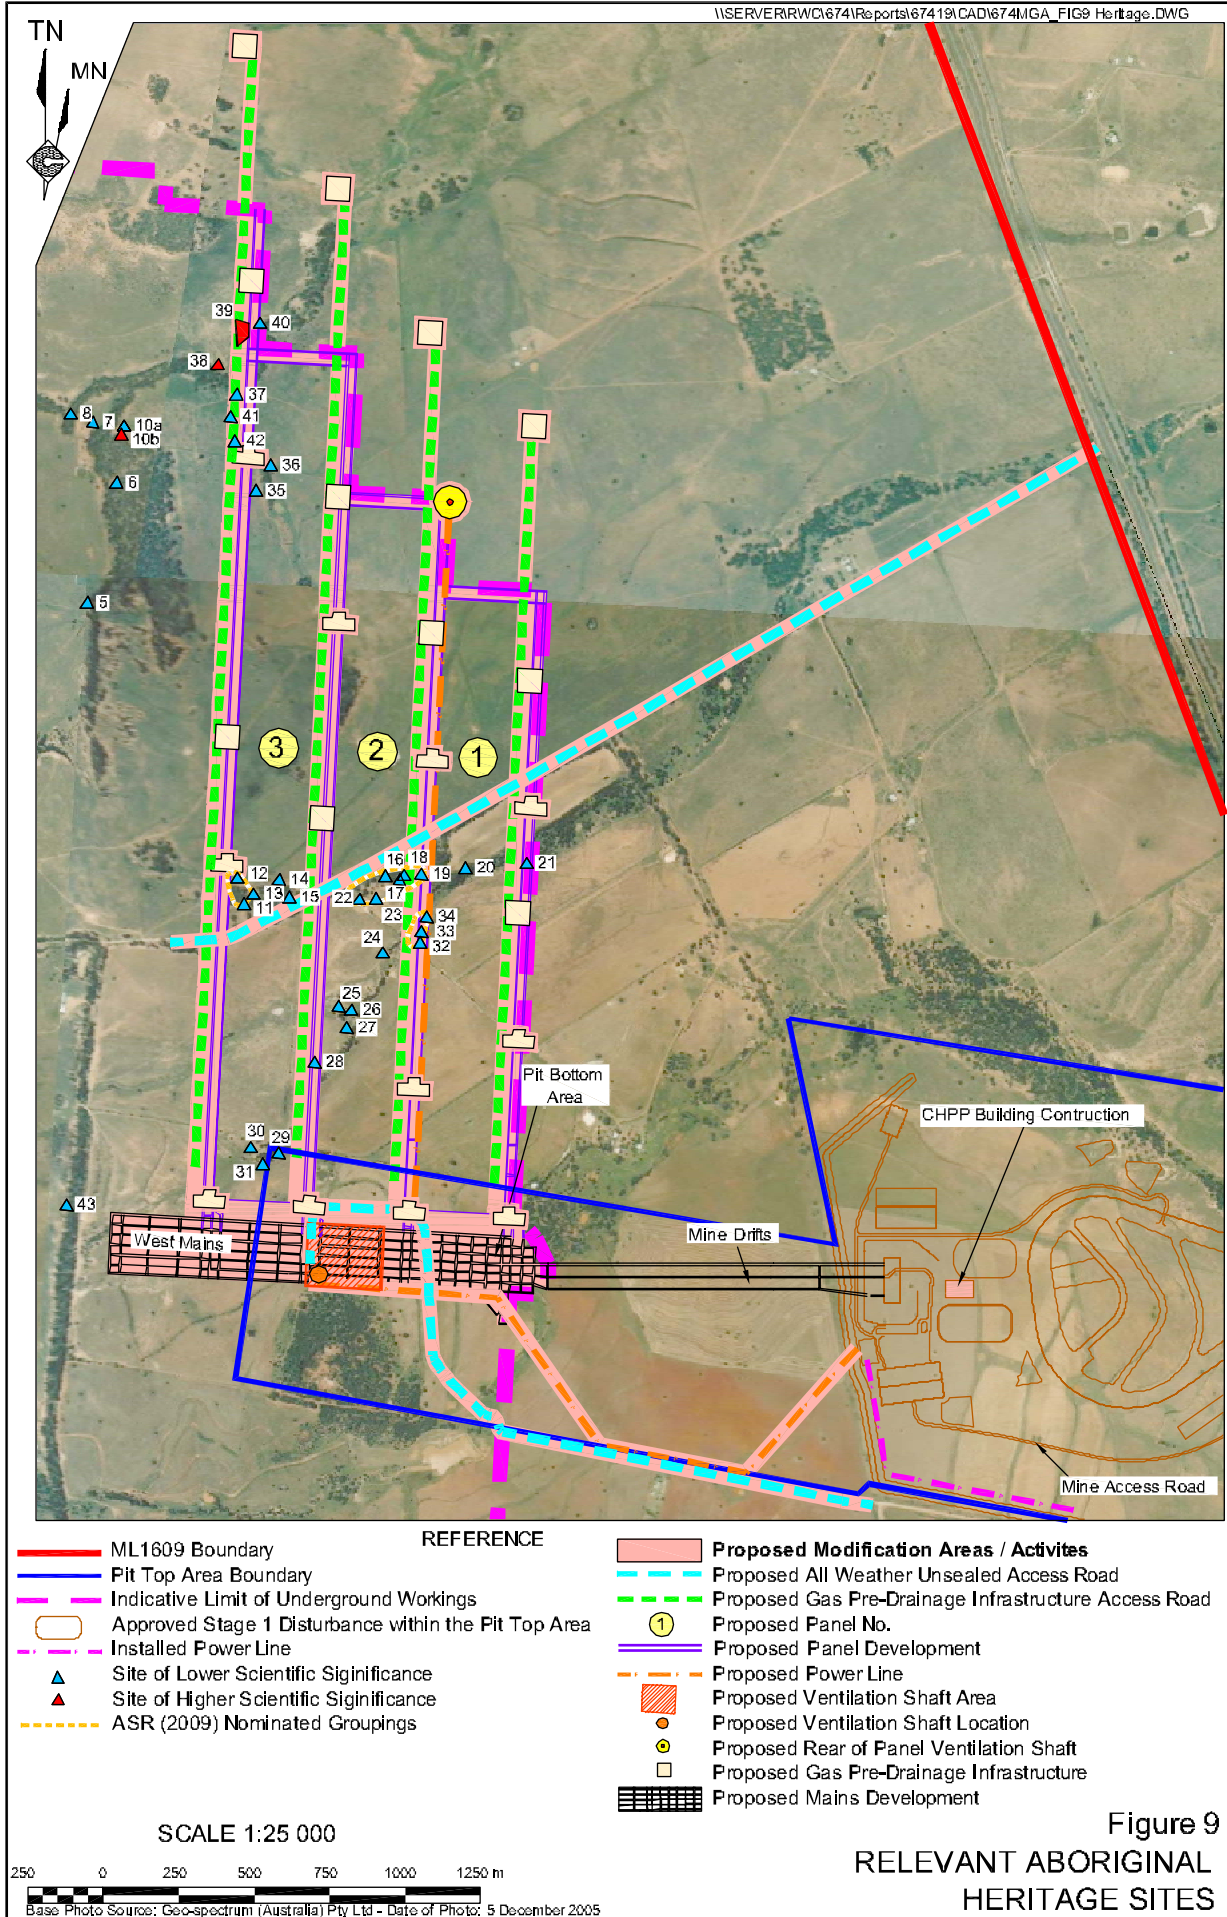 \\SERVER\RWC\674\Reports\67419\CAD\674MGA_FIG9 Heritage.DWG
TN
MN
39
40
38
37
8
7
10a
10b
41
42
36
6
35
5
3
2
1
16
18
12
14
19
20
21
13
15
22
17
11
23
34
33
24
32
25
26
27
28
Pit Bottom
Area
CHPP Building Contruction
30
29
31
43
West Mains
Mine Drifts
Mine Access Road
REFERENCE
ML1609 Boundary
Pit Top Area Boundary
Indicative Limit of Underground Workings
Approved Stage 1 Disturbance within the Pit Top Area
Installed Power Line
Site of Lower Scientific Siginificance
Site of Higher Scientific Siginificance
ASR (2009) Nominated Groupings
Proposed Modification Areas / Activites
Proposed All Weather Unsealed Access Road
Proposed Gas Pre-Drainage Infrastructure Access Road
1
Proposed Panel No.
Proposed Panel Development
Proposed Power Line
Proposed Ventilation Shaft Area
Proposed Ventilation Shaft Location
Proposed Rear of Panel Ventilation Shaft
Proposed Gas Pre-Drainage Infrastructure
Proposed Mains Development
SCALE 1:25 000
250 0 250 500 750 1000 1250 m
Base Photo Source: Geo-spectrum (Australia) Pty Ltd - Date of Photo: 5 December 2005
Figure 9
RELEVANT ABORIGINAL
HERITAGE SITES